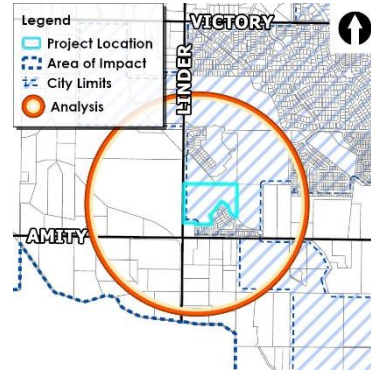 Legend
Project Location
Area of Impact
City Limits
Analysis
VICTORY
LINDER
AMITY